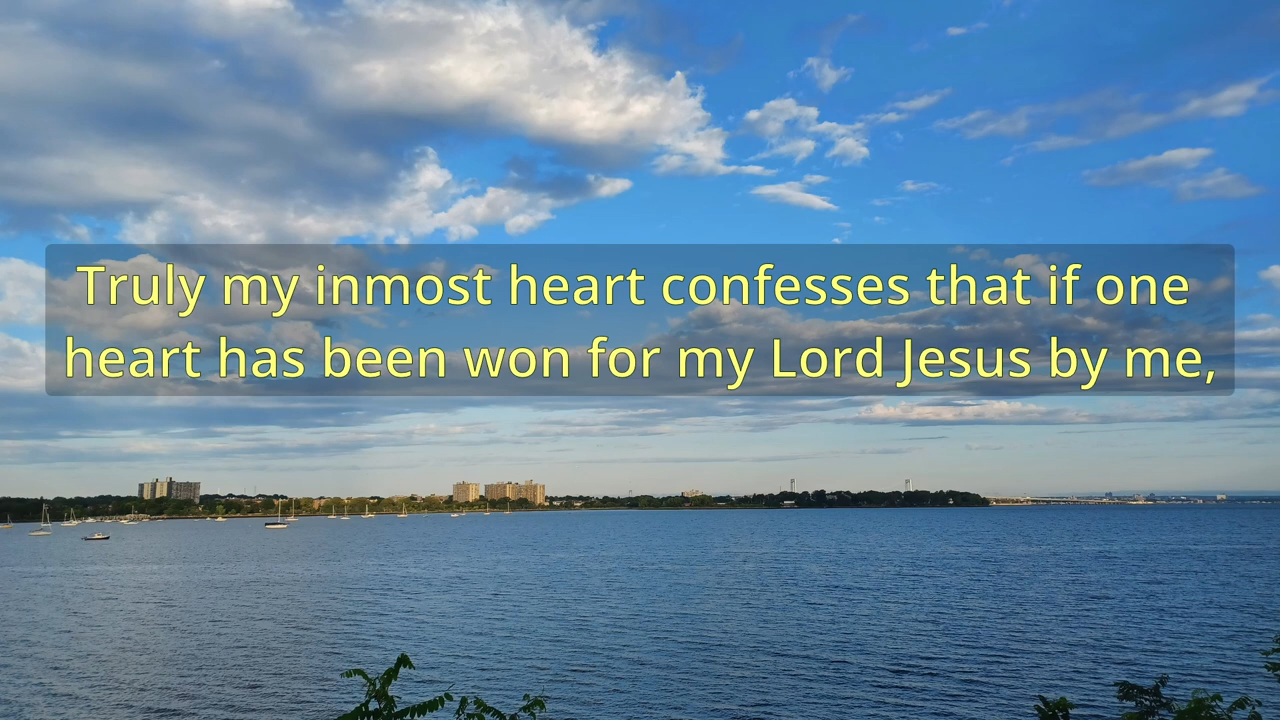 Truly my inmost heart confesses that if one
heart has been won for my Lord Jesus by me,